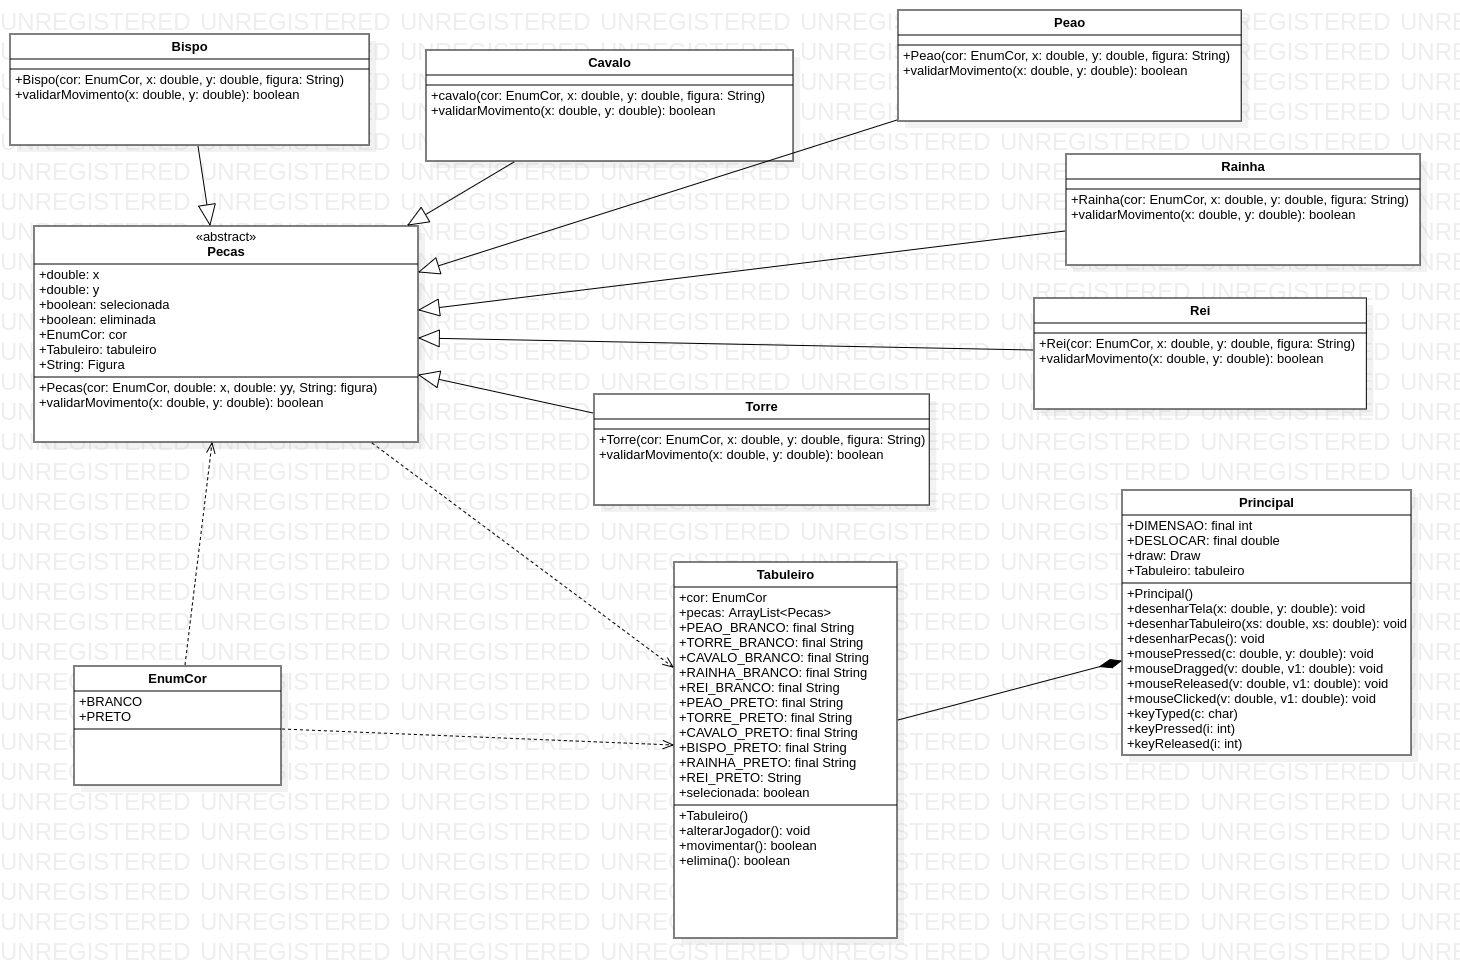 Bispo
+Bispo(cor: EnumCor, x: double, y: double, figura: String)
+validarMovimento(x: double, y: double): boolean
Cavalo
+cavalo(cor: EnumCor, x: double, y: double, figura: String)
+validarMovimento(x: double, y: double): boolean
Peao
+Peao(cor: EnumCor, x: double, y: double, figura: String)
+validarMovimento(x: double, y: double): boolean
Rainha
+Rainha(cor: EnumCor, x: double, y: double, figura: String)
+validarMovimento(x: double, y: double): boolean
«abstract»
Pecas
+double: x
+double: y
+boolean: selecionada
+boolean: eliminada
+EnumCor: cor
+Tabuleiro: tabuleiro
+String: Figura
+Pecas(cor: EnumCor, double: x, double: yy, String: figura)
+validarMovimento(x: double, y: double): boolean
Rei
+Rei(cor: EnumCor, x: double, y: double, figura: String)
+validarMovimento(x: double, y: double): boolean
Torre
+Torre(cor: EnumCor, x: double, y: double, figura: String)
+validarMovimento(x: double, y: double): boolean
Principal
+DIMENSAO: final int
+DESLOCAR: final double
+draw: Draw
+Tabuleiro: tabuleiro
+Principal()
+desenharTela(x: double, y: double): void
+desenharTabuleiro(xs: double, xs: double): void
+desenharPecas(): void
+mousePressed(c: double, y: double): void
+mouseDragged(v: double, v1: double): void
+mouseReleased(v: double, v1: double): void
+mouseClicked(v: double, v1: double): void
+keyTyped(c: char)
+keyPressed(i: int)
+keyReleased(i: int)
Tabuleiro
+cor: EnumCor
+pecas: ArrayList<Pecas>
+PEAO_BRANCO: final String
+TORRE_BRANCO: final String
+CAVALO_BRANCO: final String
+RAINHA_BRANCO: final String
+REI_BRANCO: final String
+PEAO_PRETO: final String
+TORRE_PRETO: final String
+CAVALO_PRETO: final String
+BISPO_PRETO: final String
+RAINHA_PRETO: final String
+REI_PRETO: String
+selecionada: boolean
+Tabuleiro()
+alterarJogador(): void
+movimentar(): boolean
+elimina(): boolean
EnumCor
+BRANCO
+PRETO
UNREGISTERED